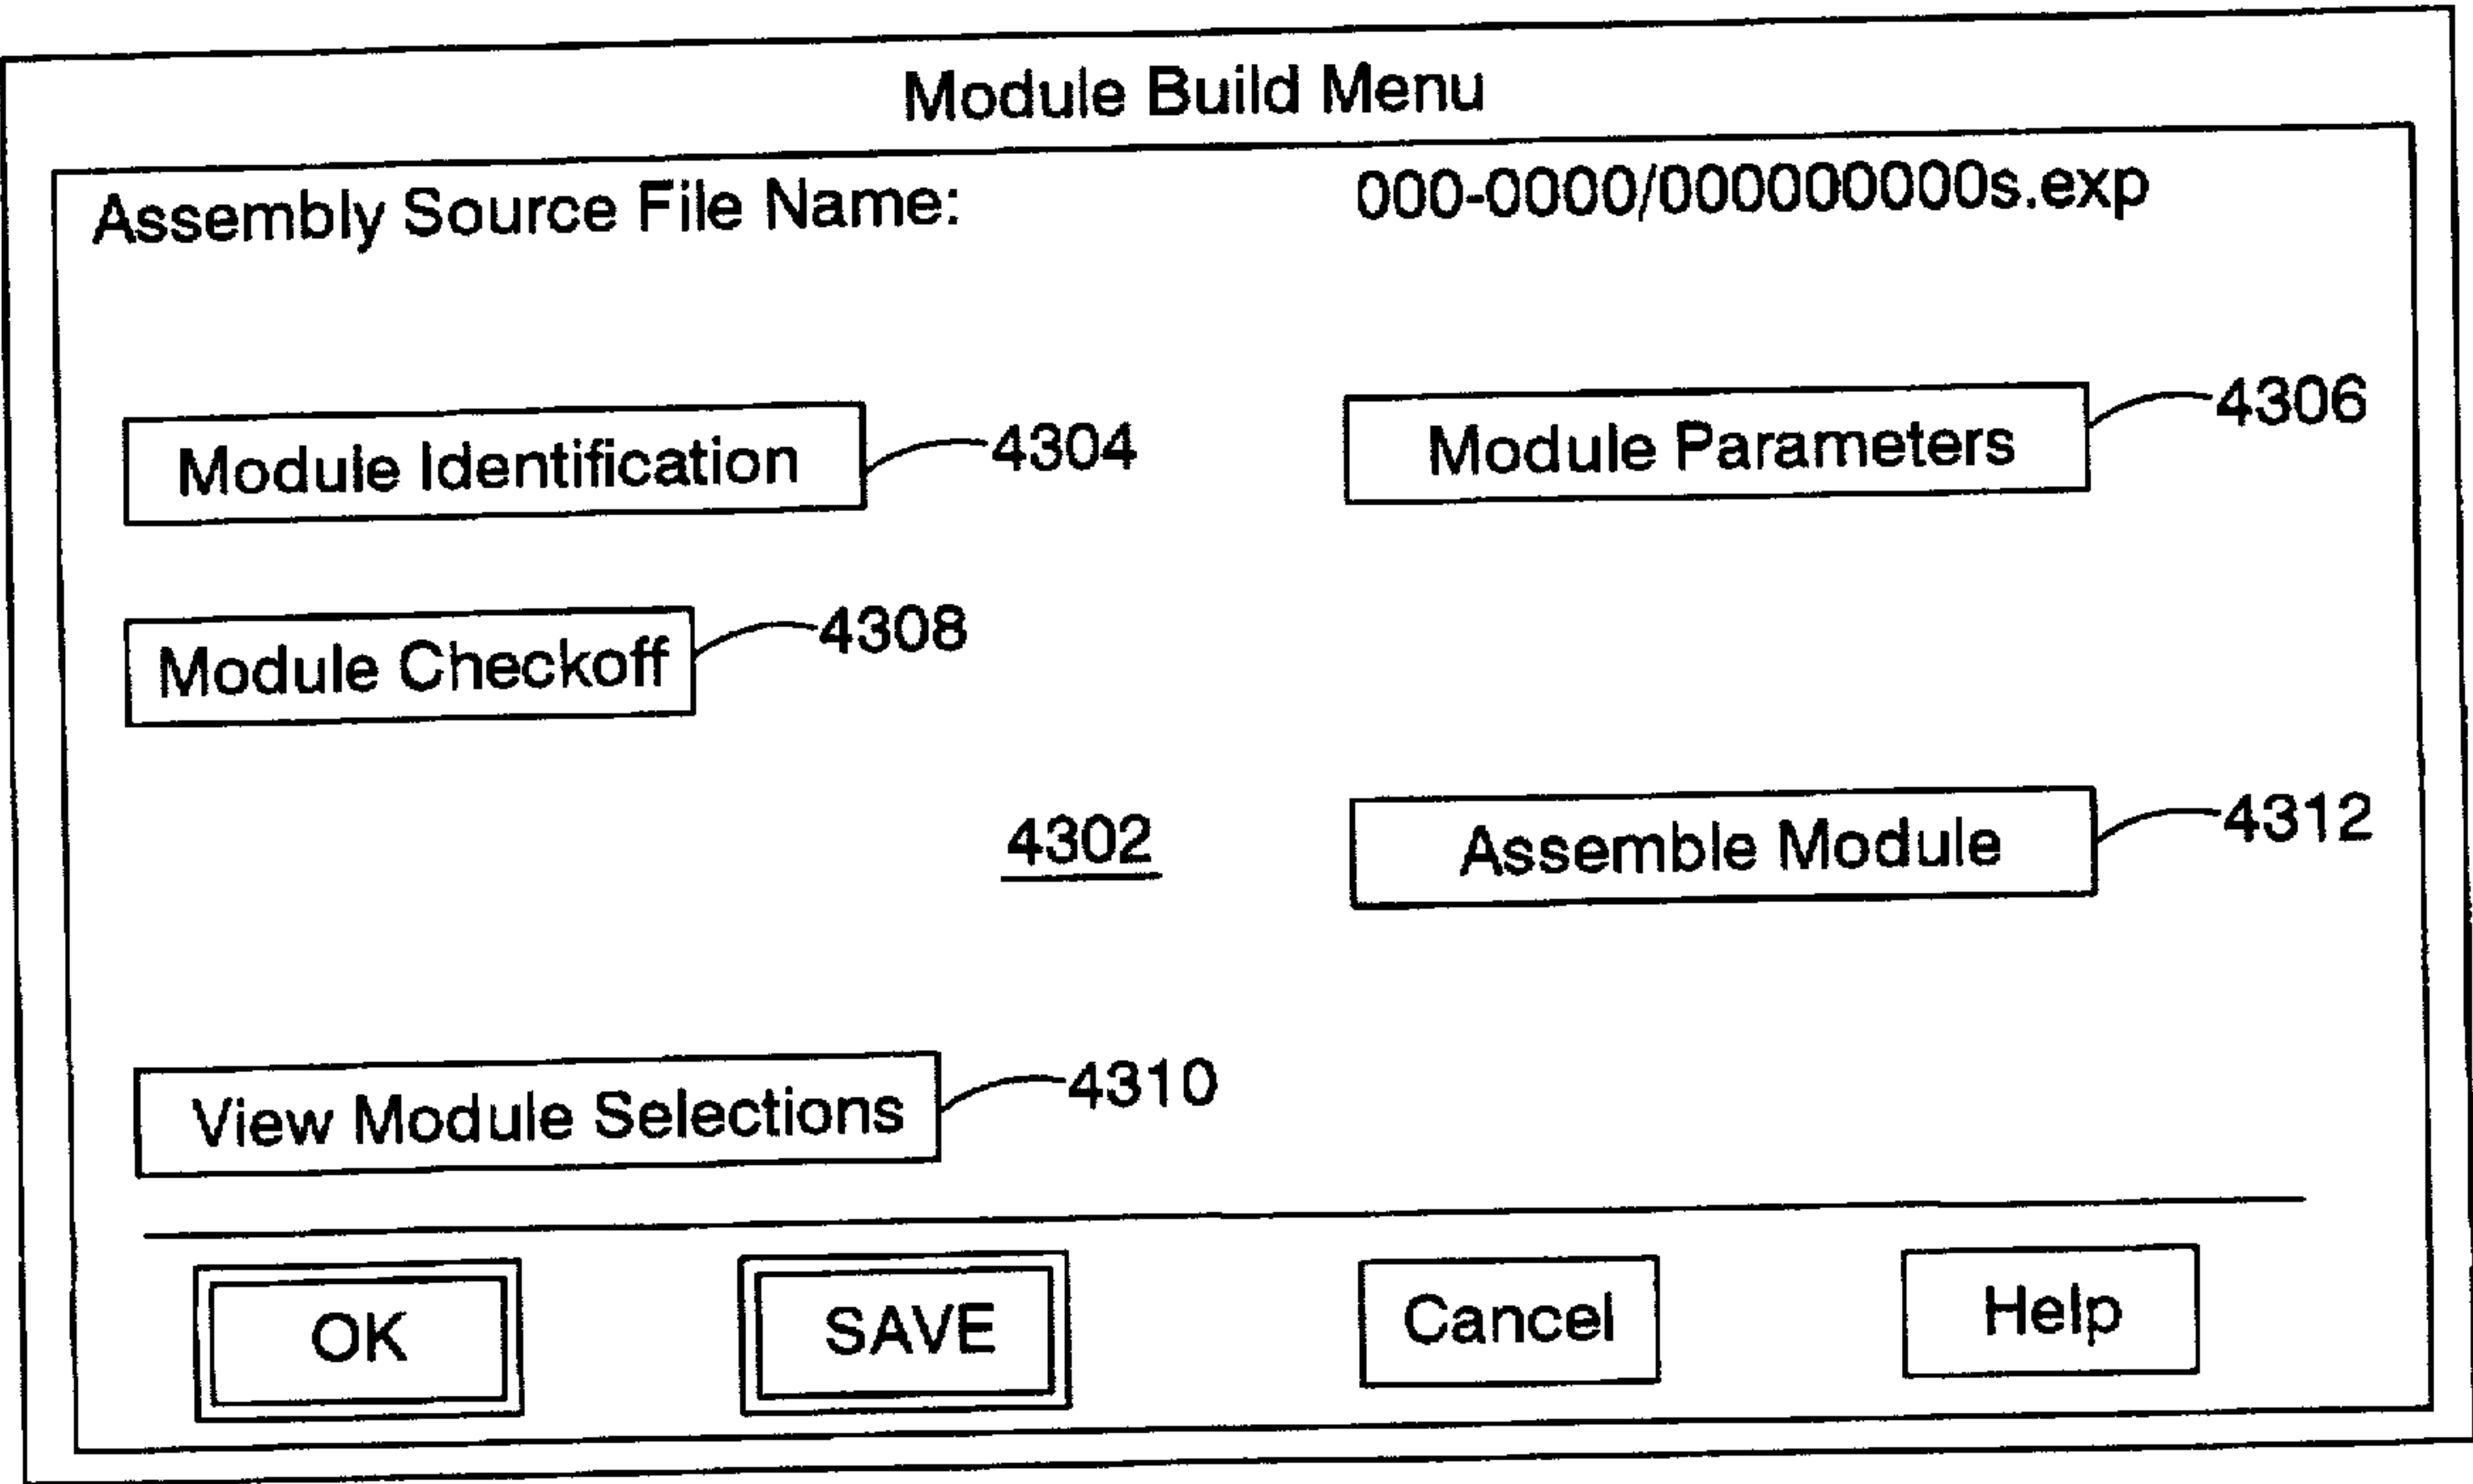 Module Build Menu
Assembly Source File Name: 000-0000/000000000s.exp
Module Identification 4304 Module Parameters 4306
Module Checkoff 4308
4302 Assemble Module 4312
View Module Selections 4310
OK SAVE Cancel Help